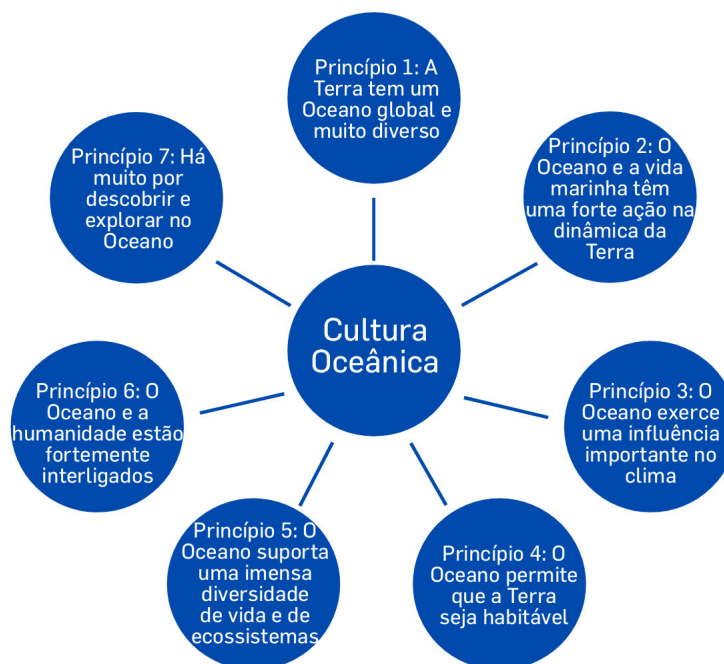 Princípio 1: A
Terra tem um
Oceano global e
muito diverso
Princípio 2: O
Oceano e a vida
marinha têm
uma forte ação na
dinâmica da
Terra
Princípio 3: O
Oceano exerce
uma influência
importante no
clima
Princípio 4: O
Oceano permite
que a Terra
seja habitável
Princípio 5: O
Oceano suporta
uma imensa
diversidade
de vida e de
ecossistemas
Princípio 6: O
Oceano e a
humanidade estão
fortemente
interligados
Princípio 7: Há
muito por
descobrir e
explorar no
Oceano
Cultura
Oceânica